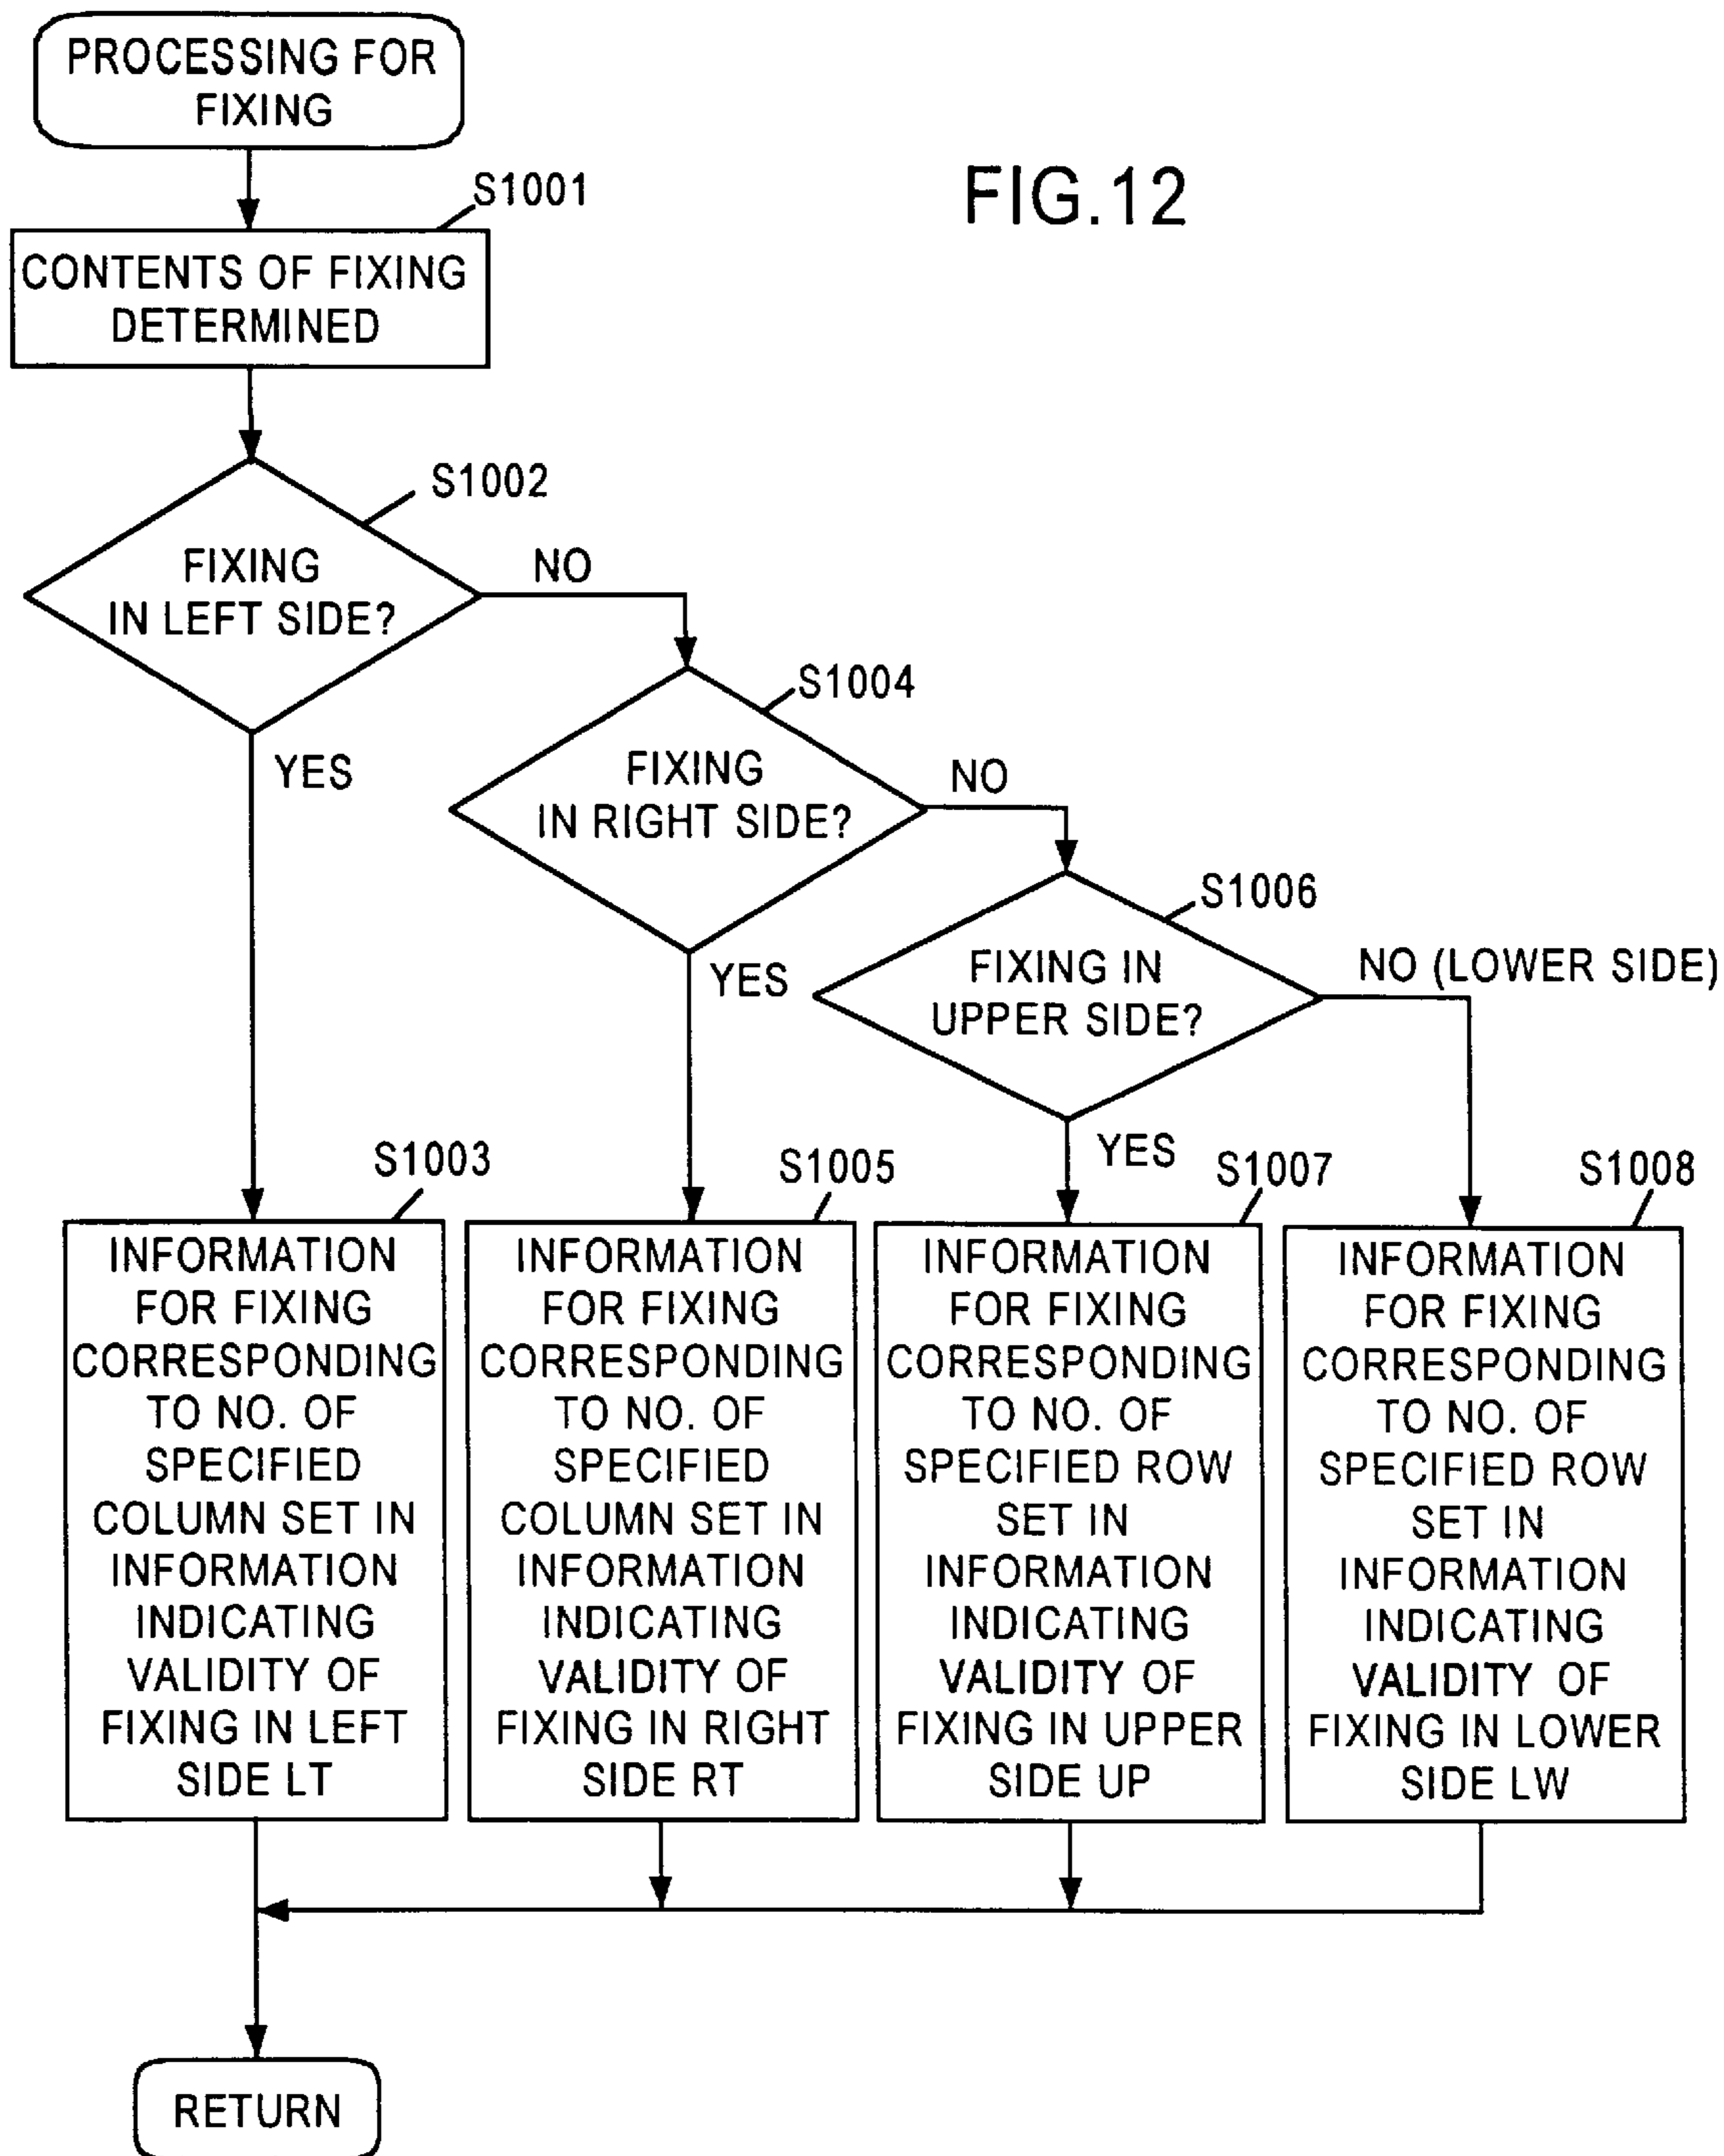 PROCESSING FOR
FIXING
FIG.12
S1001
CONTENTS OF FIXING
DETERMINED
S1002
FIXING
IN LEFT SIDE?
NO
YES
S1004
FIXING
IN RIGHT SIDE?
NO
YES
S1006
FIXING IN
UPPER SIDE?
NO (LOWER SIDE)
YES
S1003
INFORMATION
FOR FIXING
CORRESPONDING
TO NO. OF
SPECIFIED
COLUMN SET IN
INFORMATION
INDICATING
VALIDITY OF
FIXING IN LEFT
SIDE LT
S1005
INFORMATION
FOR FIXING
CORRESPONDING
TO NO. OF
SPECIFIED
COLUMN SET IN
INFORMATION
INDICATING
VALIDITY OF
FIXING IN RIGHT
SIDE RT
S1007
INFORMATION
FOR FIXING
CORRESPONDING
TO NO. OF
SPECIFIED ROW
SET IN
INFORMATION
INDICATING
VALIDITY OF
FIXING IN UPPER
SIDE UP
S1008
INFORMATION
FOR FIXING
CORRESPONDING
TO NO. OF
SPECIFIED ROW
SET IN
INFORMATION
INDICATING
VALIDITY OF
FIXING IN LOWER
SIDE LW
RETURN